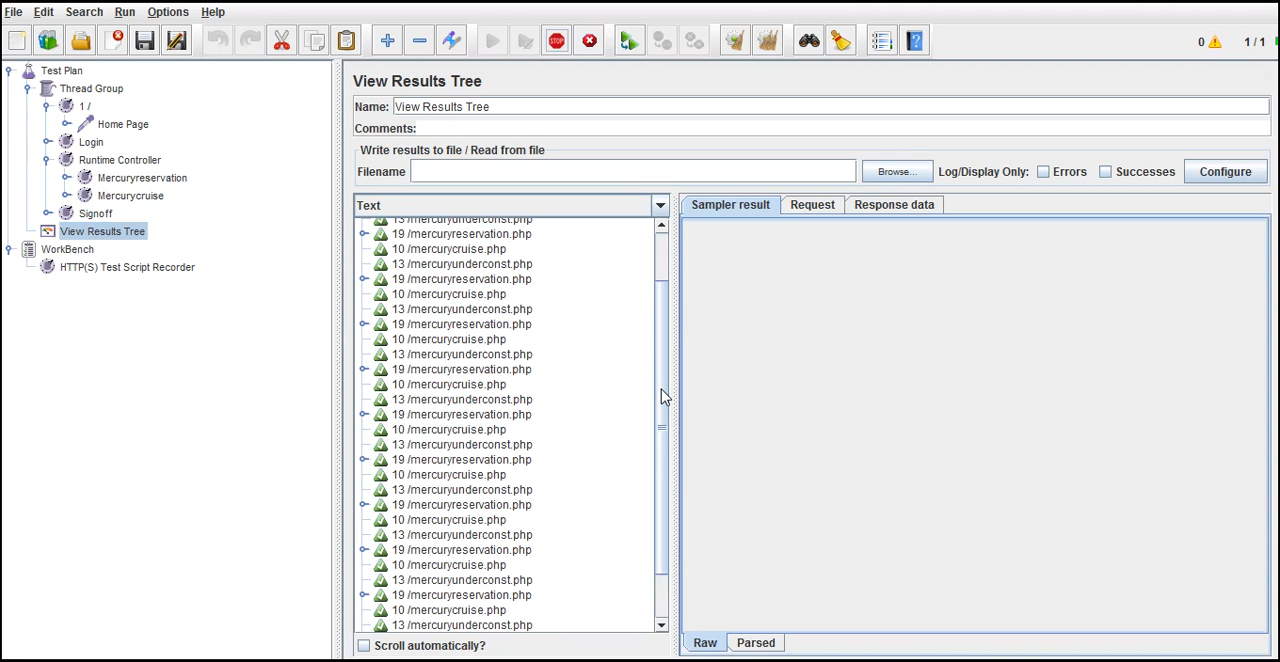 File Edit Search Run Options Help
STOP
0 1 / 1
Test Plan
Thread Group
1 /
Home Page
Login
Runtime Controller
Mercuryreservation
Mercurycruise
Signoff
View Results Tree
WorkBench
HTTP(S) Test Script Recorder
View Results Tree
Name: View Results Tree
Comments:
Write results to file / Read from file
Filename Browse... Log/Display Only: Errors Successes Configure
Text
Sampler result Request Response data
13 /mercuryunderconst.php
19 /mercuryreservation.php
10 /mercurycruise.php
13 /mercuryunderconst.php
19 /mercuryreservation.php
10 /mercurycruise.php
13 /mercuryunderconst.php
19 /mercuryreservation.php
10 /mercurycruise.php
13 /mercuryunderconst.php
19 /mercuryreservation.php
10 /mercurycruise.php
13 /mercuryunderconst.php
19 /mercuryreservation.php
10 /mercurycruise.php
13 /mercuryunderconst.php
19 /mercuryreservation.php
10 /mercurycruise.php
13 /mercuryunderconst.php
19 /mercuryreservation.php
10 /mercurycruise.php
13 /mercuryunderconst.php
19 /mercuryreservation.php
10 /mercurycruise.php
13 /mercuryunderconst.php
19 /mercuryreservation.php
10 /mercurycruise.php
13 /mercuryunderconst.php
Scroll automatically?
Raw Parsed